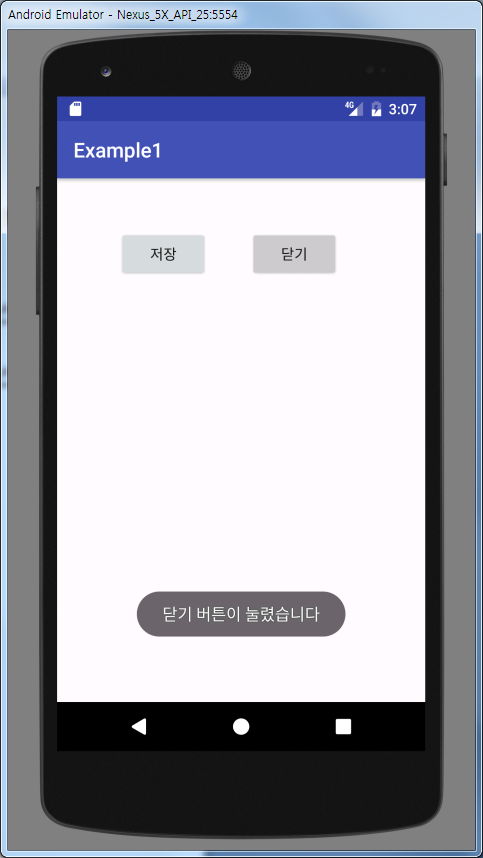 Android Emulator - Nexus_5X_API_25:5554
4G 3:07
Example1
저장 닫기
닫기 버튼이 눌렸습니다